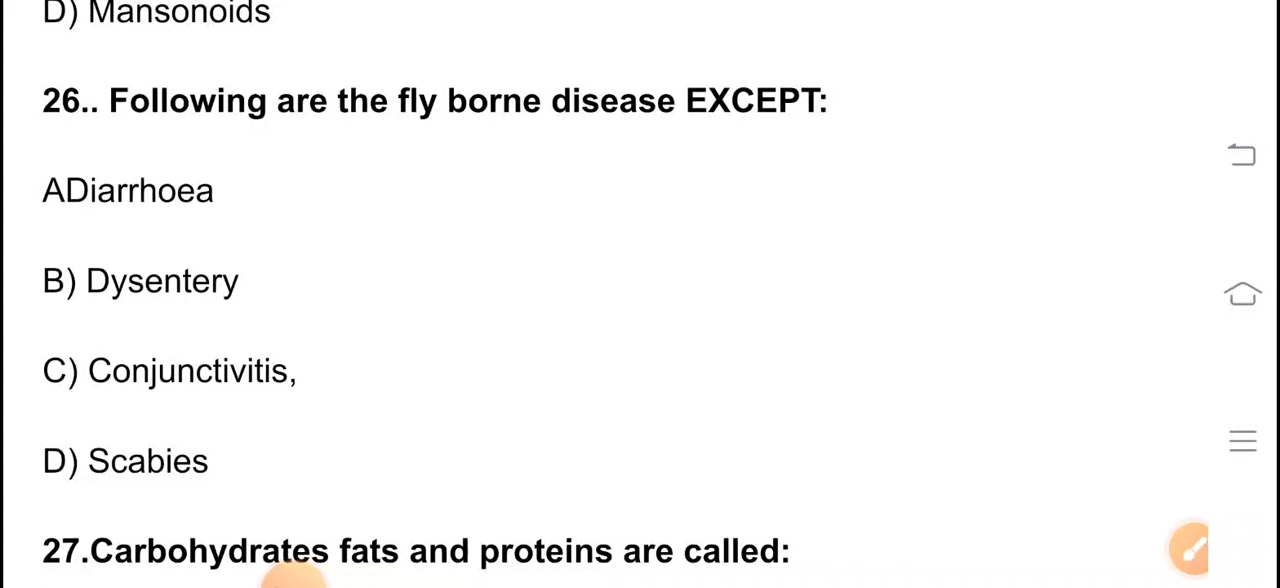 D) Mansonoids
26.. Following are the fly borne disease EXCEPT:
ADiarrhoea
B) Dysentery
C) Conjunctivitis,
D) Scabies
27.Carbohydrates fats and proteins are called: